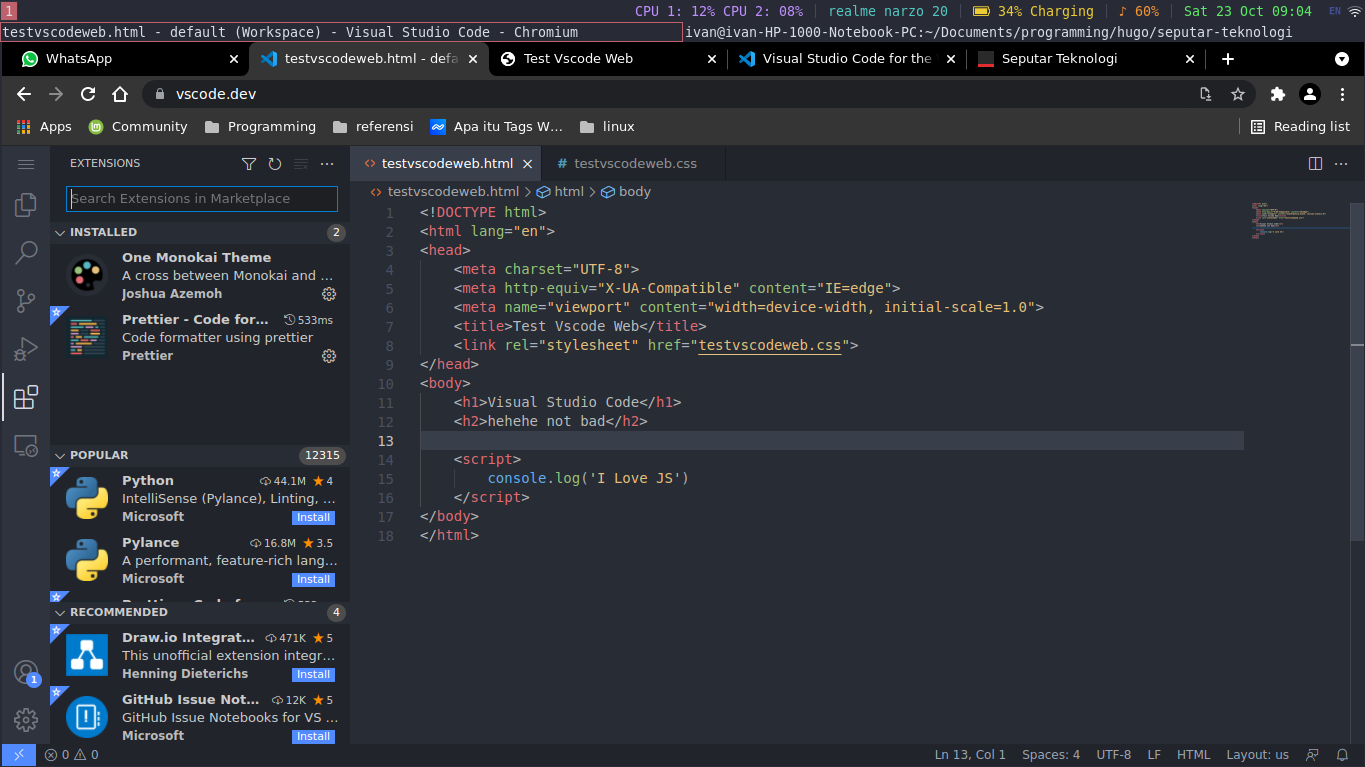 1
CPU 1: 12% CPU 2: 08% realme narzo 20 34% Charging 60% Sat 23 Oct 09:04 EN
testvscodeweb.html - default (Workspace) - Visual Studio Code - Chromium
ivan@ivan-HP-1000-Notebook-PC:~/Documents/programming/hugo/seputar-teknologi
WhatsApp
testvscodeweb.html - defa
Test Vscode Web
Visual Studio Code for the
Seputar Teknologi
vscode.dev
Apps
Community
Programming
referensi
Apa itu Tags W...
linux
Reading list
EXTENSIONS
Search Extensions in Marketplace
INSTALLED 2
One Monokai Theme
A cross between Monokai and ...
Joshua Azemoh
Prettier - Code for... 533ms
Code formatter using prettier
Prettier
POPULAR 12315
Python 44.1M 4
IntelliSense (Pylance), Linting, ...
Microsoft Install
Pylance 16.8M 3.5
A performant, feature-rich lang...
Microsoft Install
RECOMMENDED 4
Draw.io Integrat... 471K 5
This unofficial extension integr...
Henning Dieterichs Install
GitHub Issue Not... 12K 5
GitHub Issue Notebooks for VS ...
Microsoft Install
1
testvscodeweb.html
# testvscodeweb.css
testvscodeweb.html > html > body
1 <!DOCTYPE html>
2 <html lang="en">
3 <head>
4 <meta charset="UTF-8">
5 <meta http-equiv="X-UA-Compatible" content="IE=edge">
6 <meta name="viewport" content="width=device-width, initial-scale=1.0">
7 <title>Test Vscode Web</title>
8 <link rel="stylesheet" href="testvscodeweb.css">
9 </head>
10 <body>
11 <h1>Visual Studio Code</h1>
12 <h2>hehehe not bad</h2>
13
14 <script>
15 console.log('I Love JS')
16 </script>
17 </body>
18 </html>
0 0
Ln 13, Col 1 Spaces: 4 UTF-8 LF HTML Layout: us